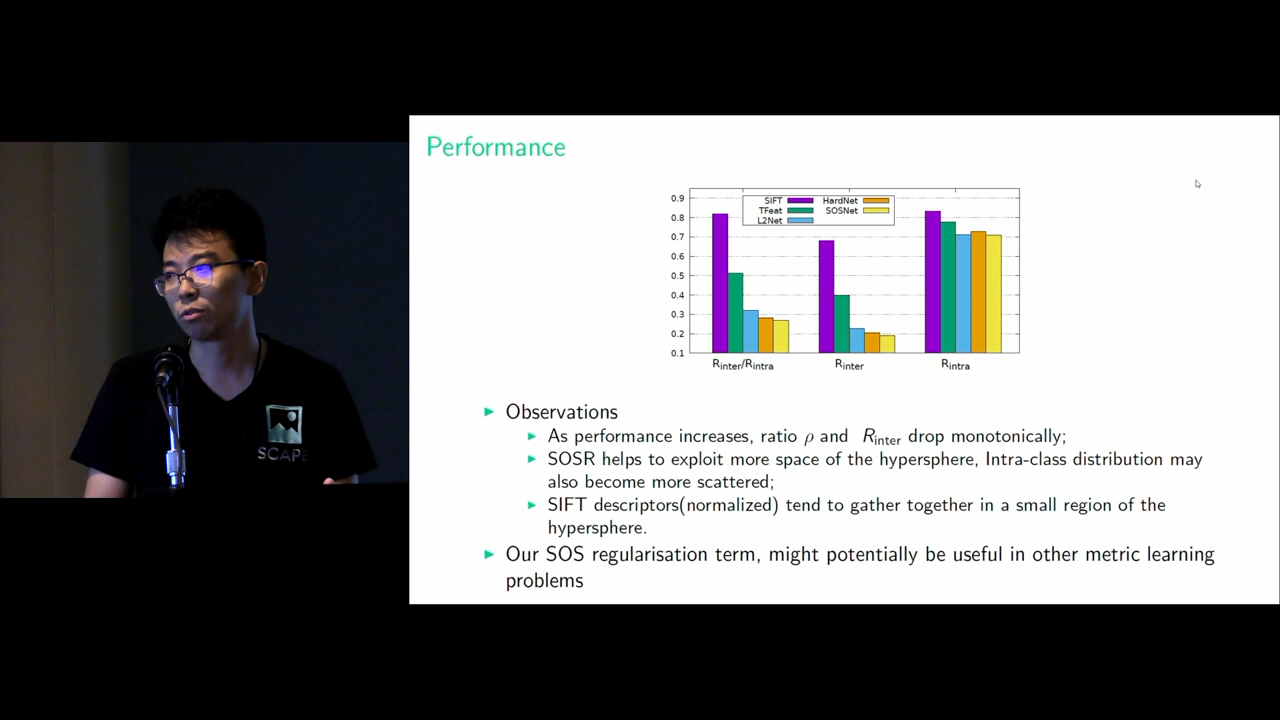 Performance
0.9
0.8
0.7
0.6
0.5
0.4
0.3
0.2
0.1
SIFT
TFeat
L2Net
HardNet
SOSNet
Rinter/Rintra
Rinter
Rintra
Observations
As performance increases, ratio ρ and Rinter drop monotonically;
SOSR helps to exploit more space of the hypersphere, Intra-class distribution may
also become more scattered;
SIFT descriptors(normalized) tend to gather together in a small region of the
hypersphere.
Our SOS regularisation term, might potentially be useful in other metric learning
problems
SCAPE